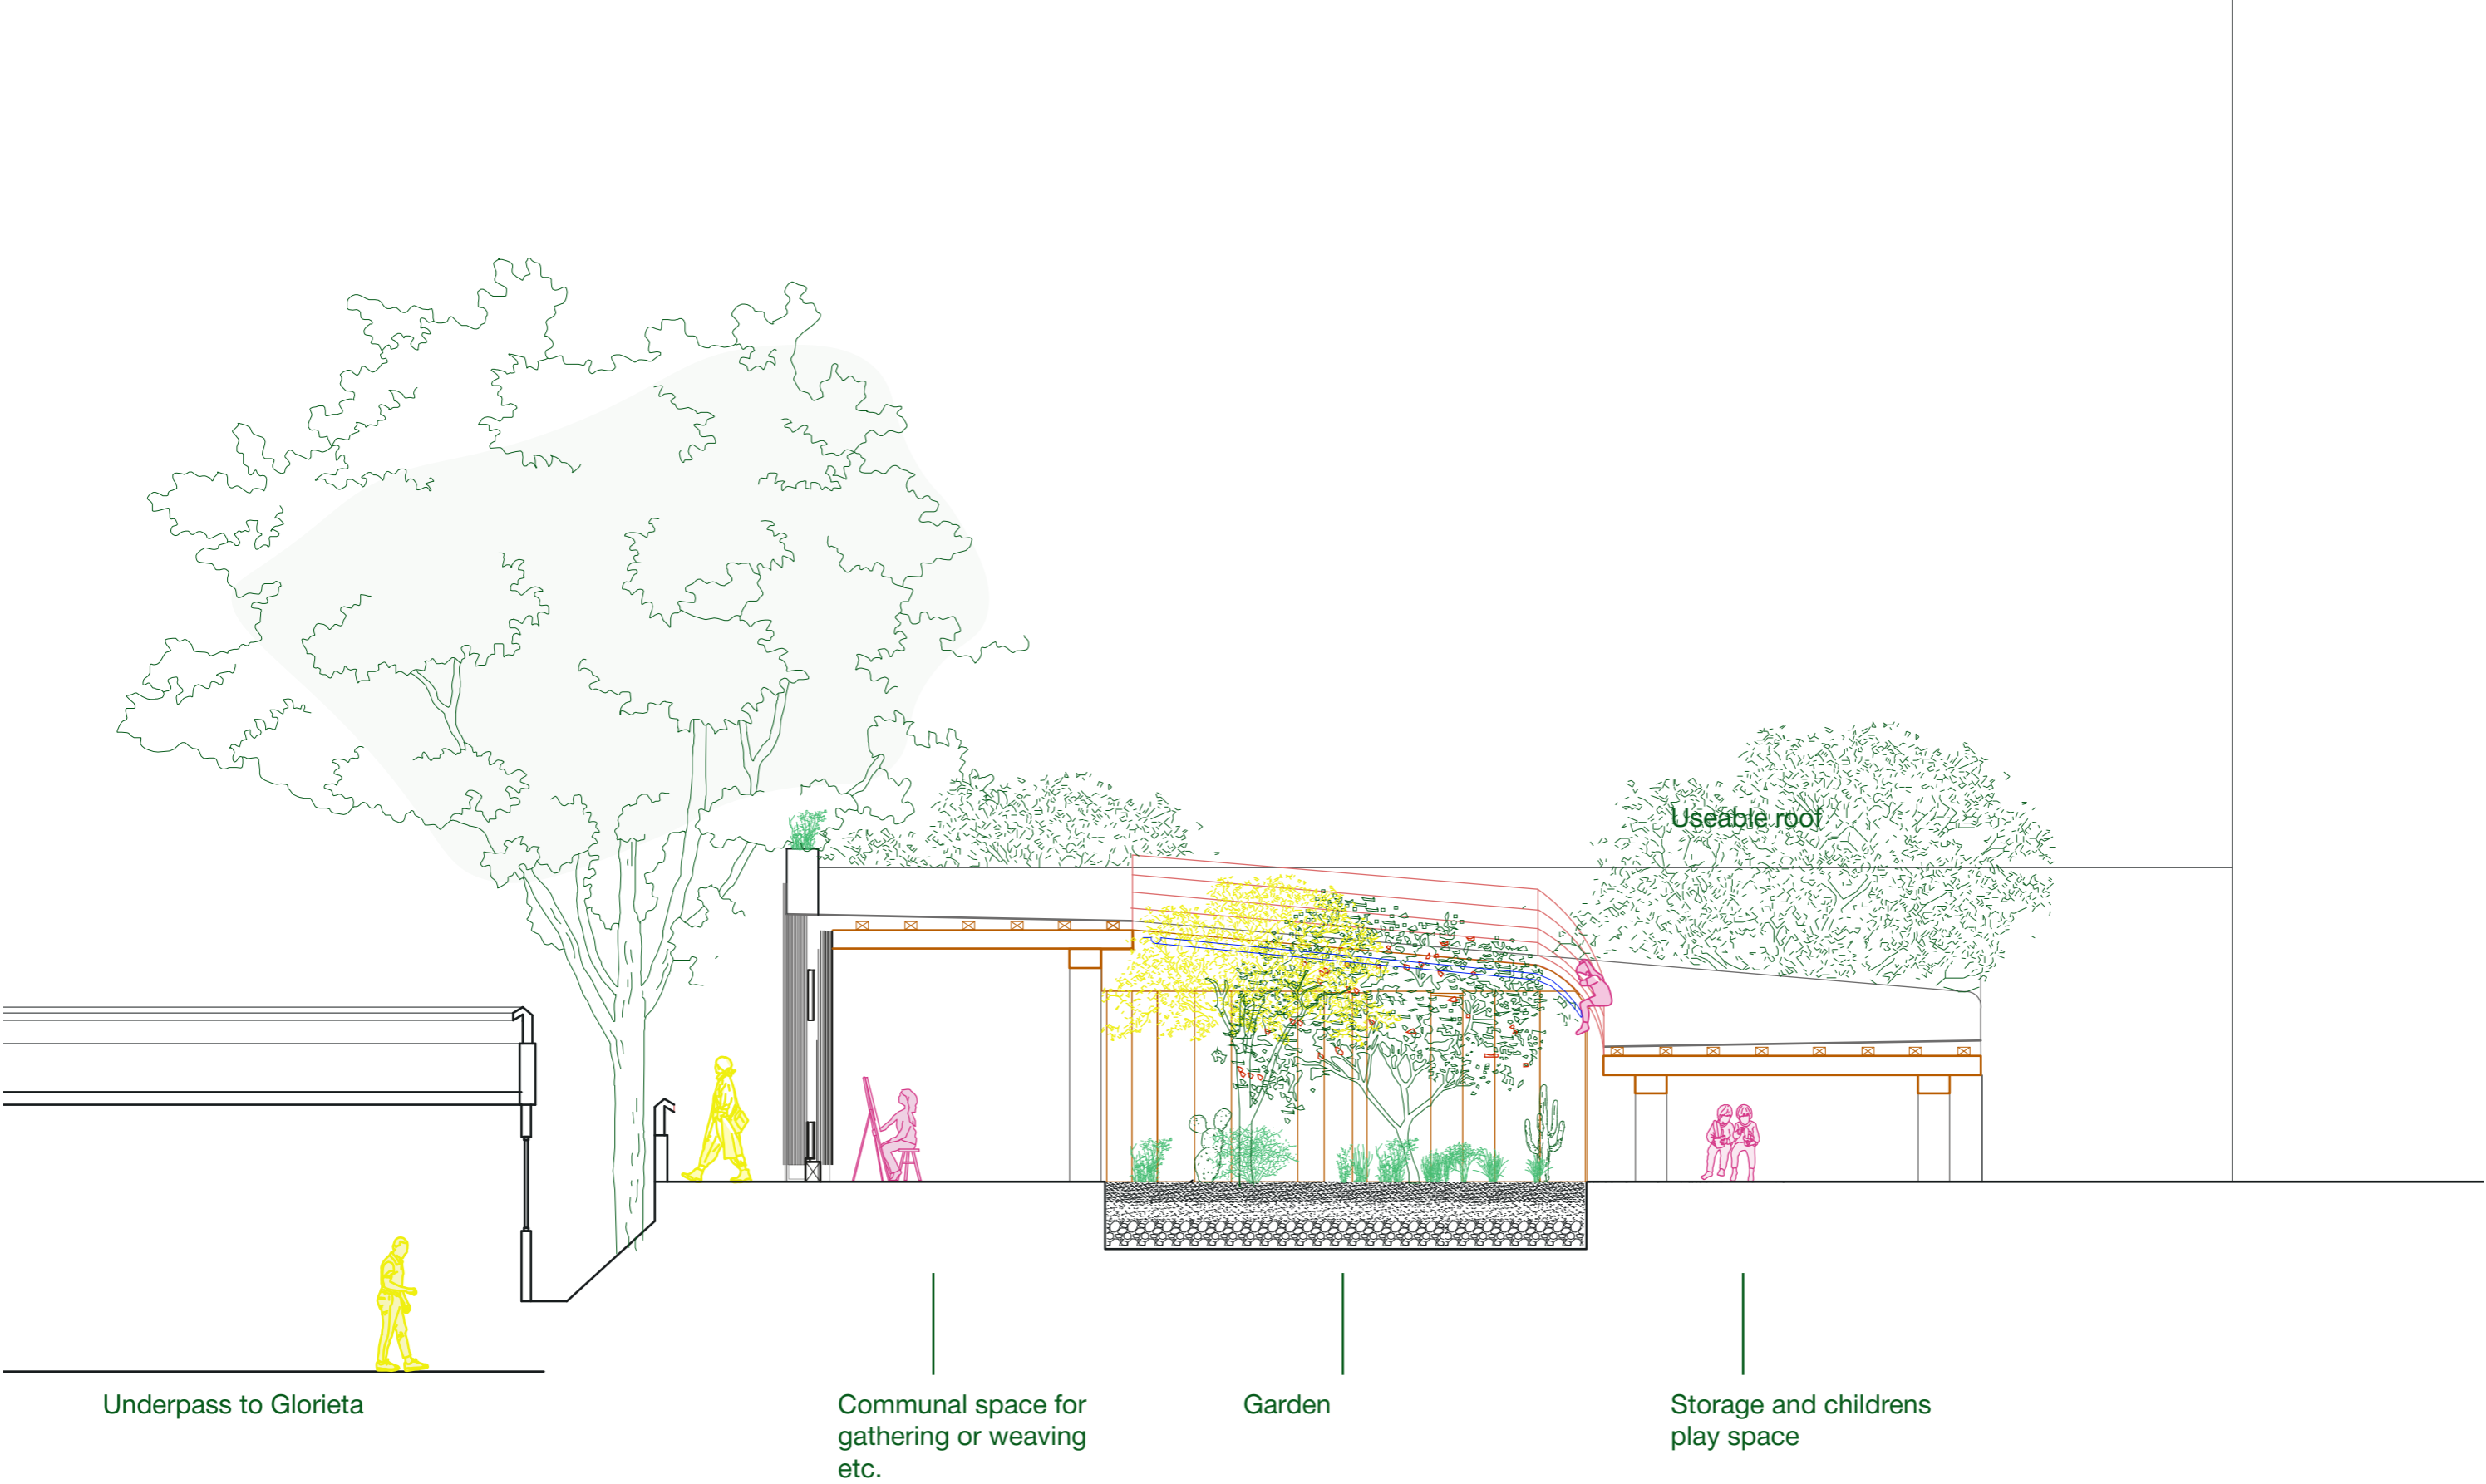 Useable roof
Underpass to Glorieta
Communal space for
gathering or weaving
etc.
Garden
Storage and childrens
play space